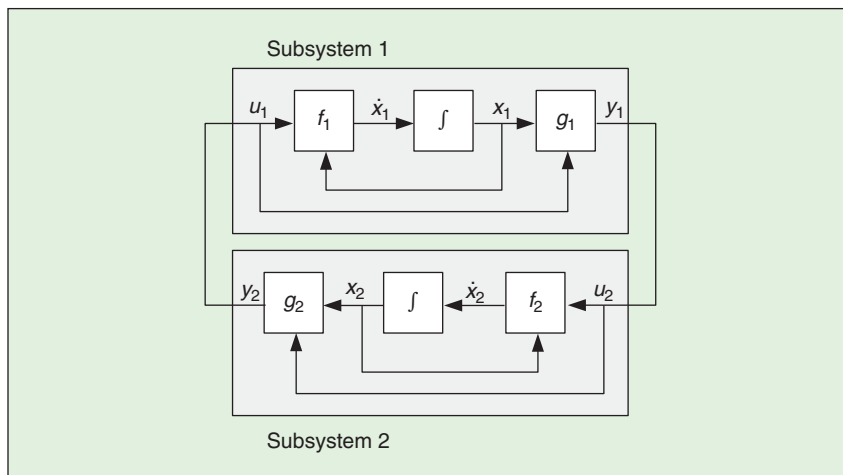 Subsystem 1
u₁ f₁ ẋ₁ ∫ x₁ g₁ y₁
y₂ g₂ x₂ ∫ ẋ₂ f₂ u₂
Subsystem 2